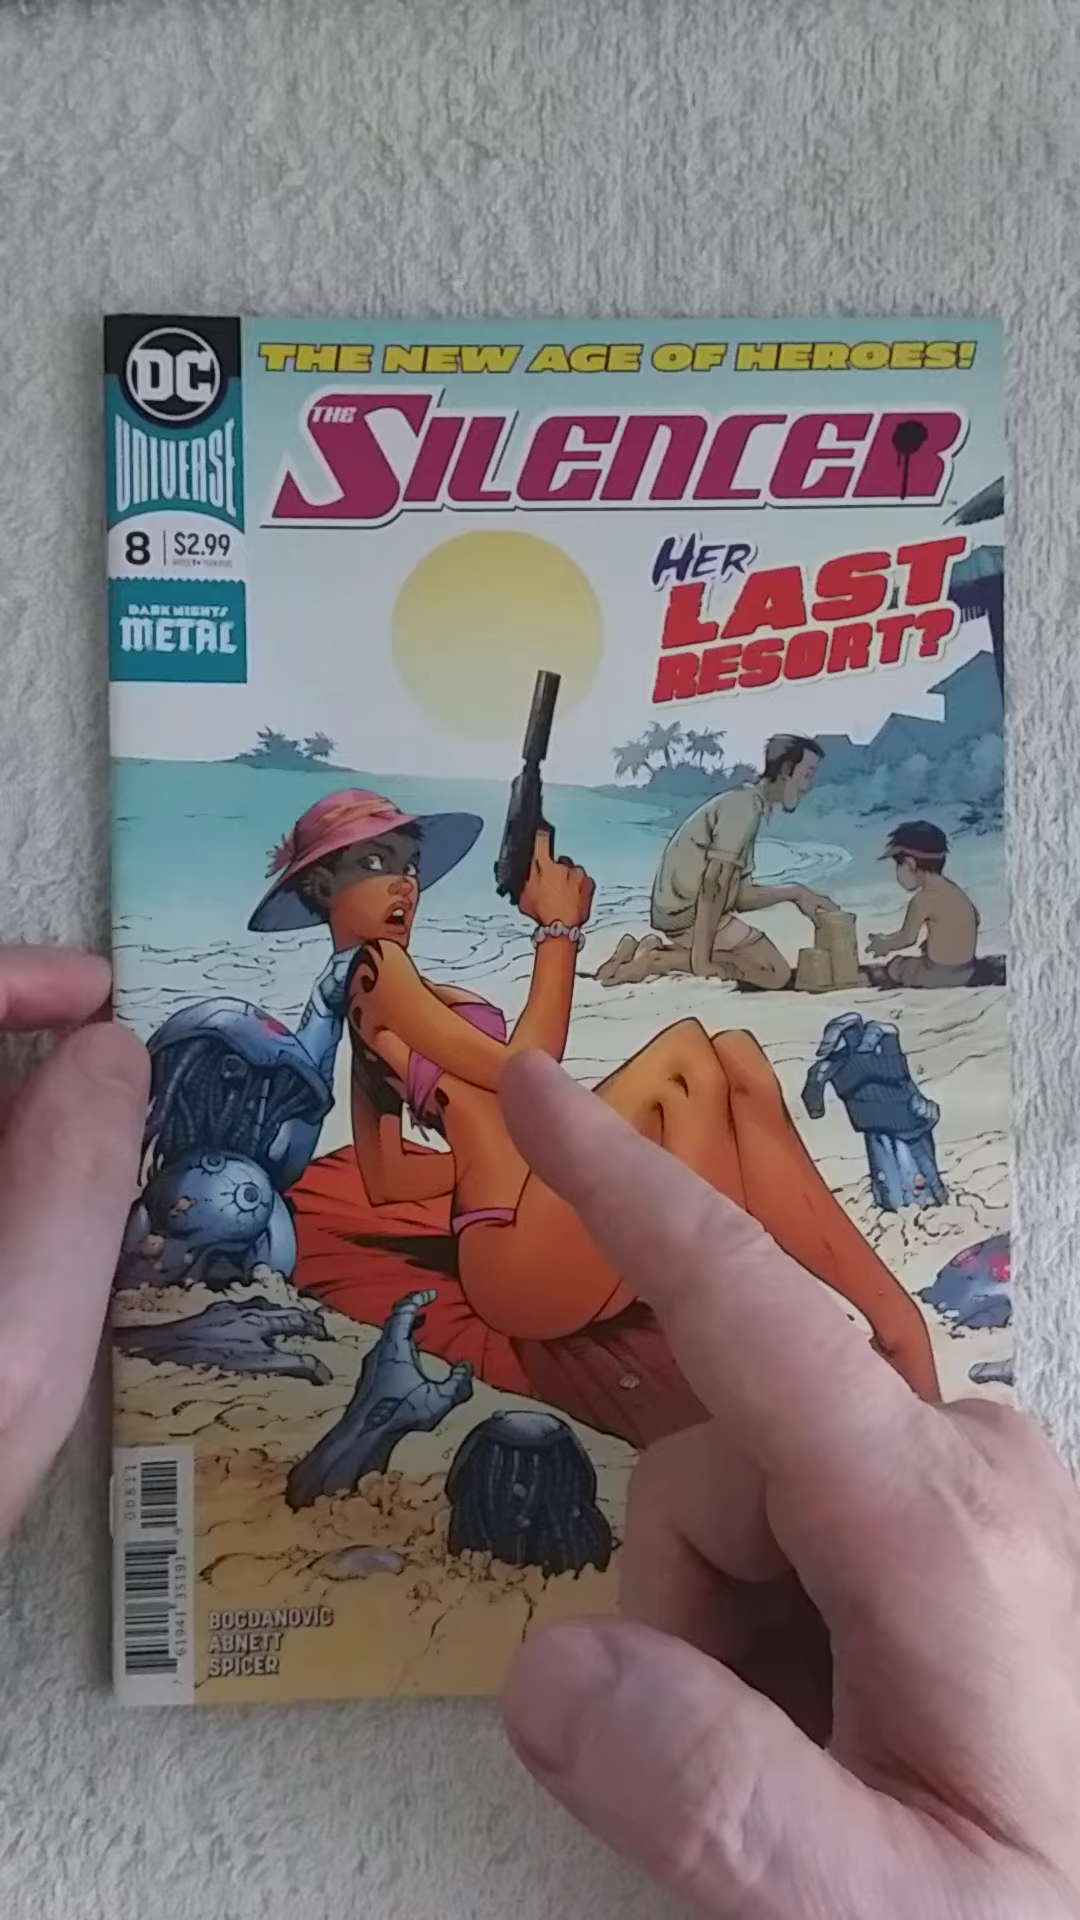 THE NEW AGE OF HEROES!
DC
UNIVERSE
THE SILENCER
8 $2.99
DARK NIGHTS
METAL
HER
LAST
RESORT?
00811
BOGDANOVIC
ABNETT
SPICER